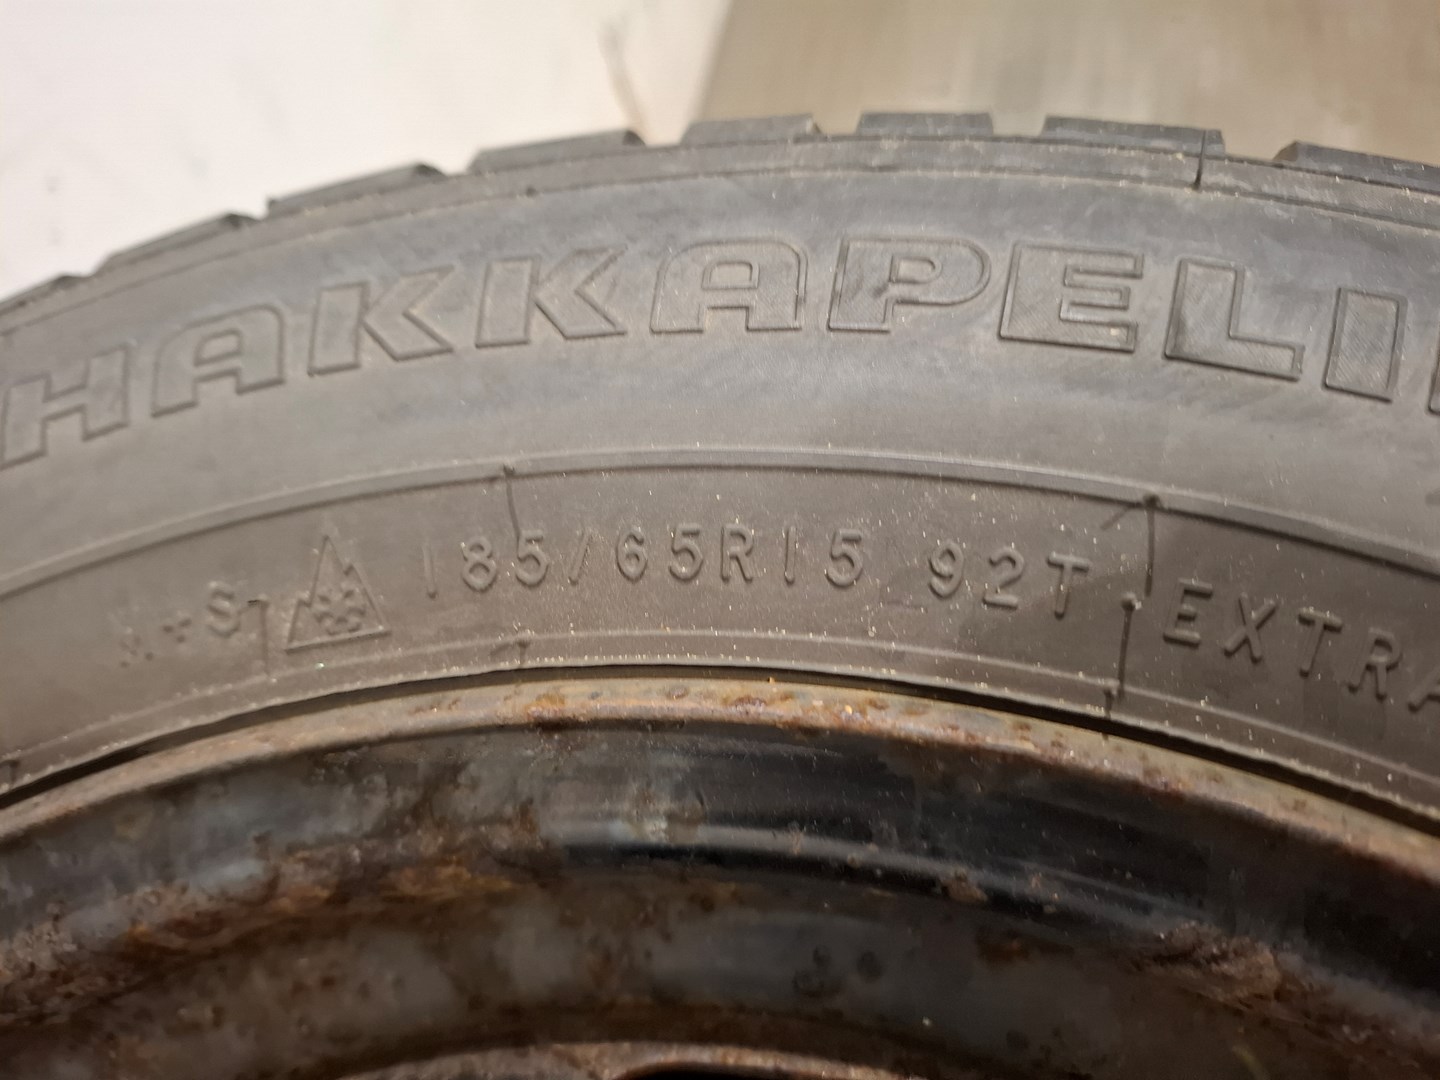 HAKKAPELI
M+S 185/65R15 92T EXTRA